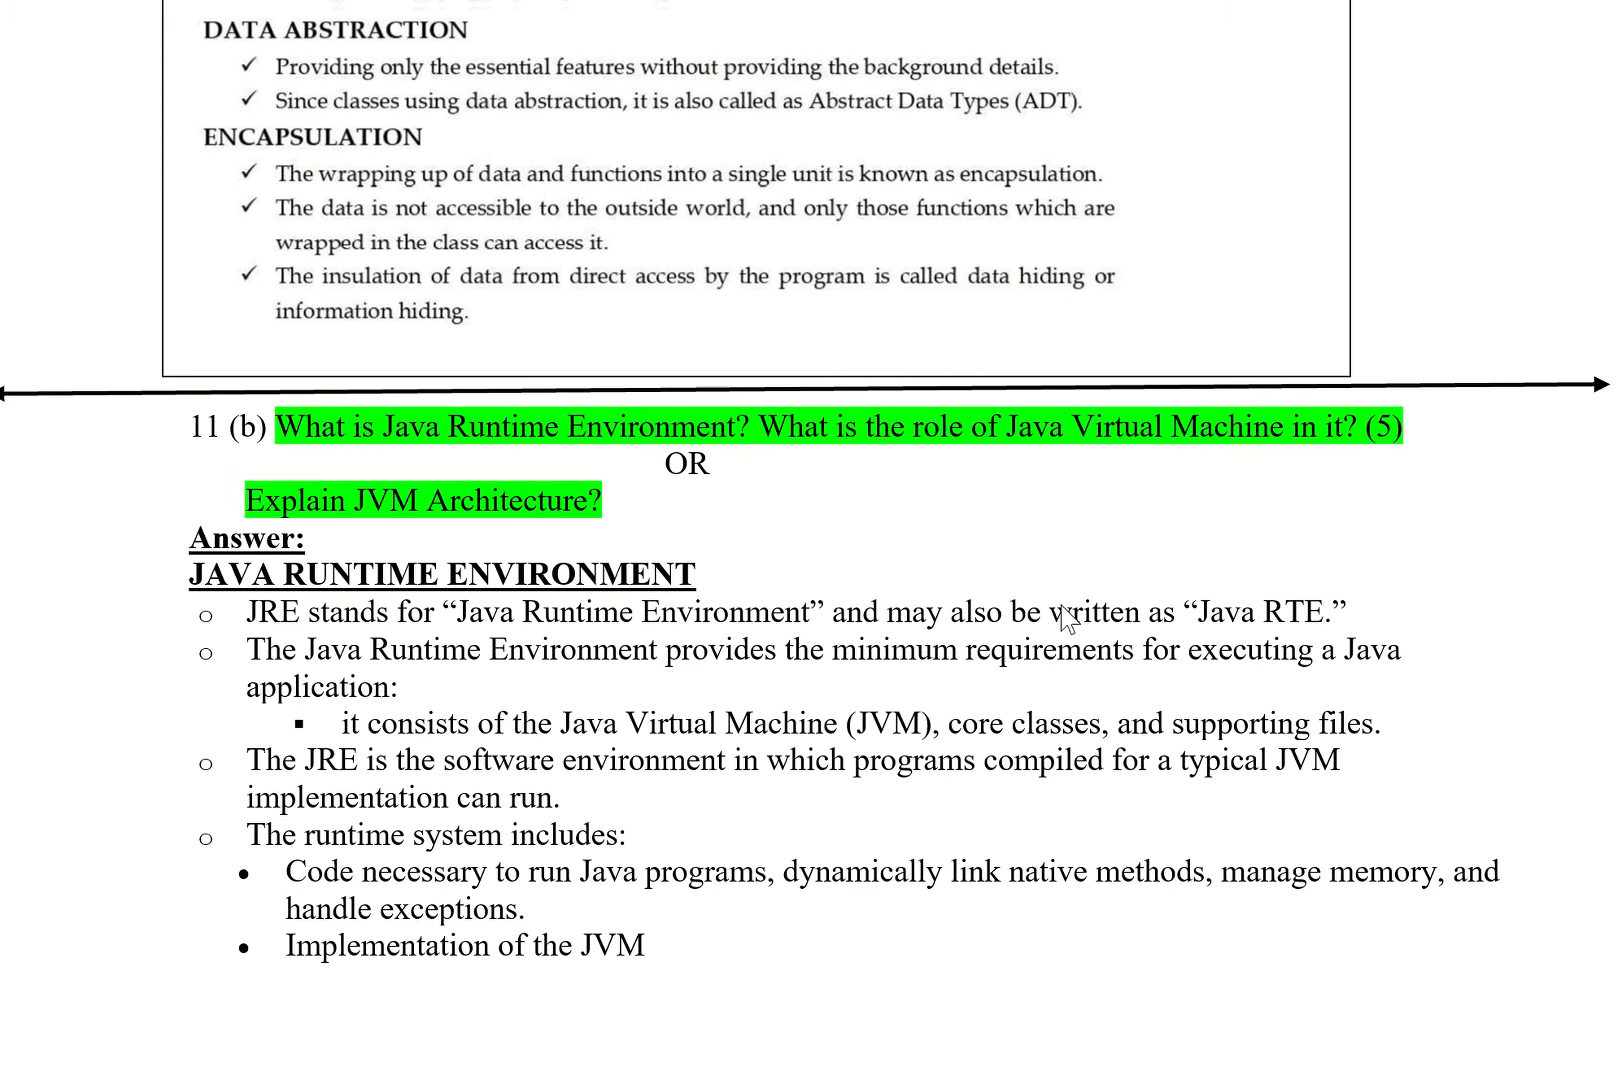 DATA ABSTRACTION
✓ Providing only the essential features without providing the background details.
✓ Since classes using data abstraction, it is also called as Abstract Data Types (ADT).
ENCAPSULATION
✓ The wrapping up of data and functions into a single unit is known as encapsulation.
✓ The data is not accessible to the outside world, and only those functions which are
wrapped in the class can access it.
✓ The insulation of data from direct access by the program is called data hiding or
information hiding.
11 (b) What is Java Runtime Environment? What is the role of Java Virtual Machine in it? (5)
OR
Explain JVM Architecture?
Answer:
JAVA RUNTIME ENVIRONMENT
o JRE stands for “Java Runtime Environment” and may also be written as “Java RTE.”
o The Java Runtime Environment provides the minimum requirements for executing a Java
application:
▪ it consists of the Java Virtual Machine (JVM), core classes, and supporting files.
o The JRE is the software environment in which programs compiled for a typical JVM
implementation can run.
o The runtime system includes:
• Code necessary to run Java programs, dynamically link native methods, manage memory, and
handle exceptions.
• Implementation of the JVM